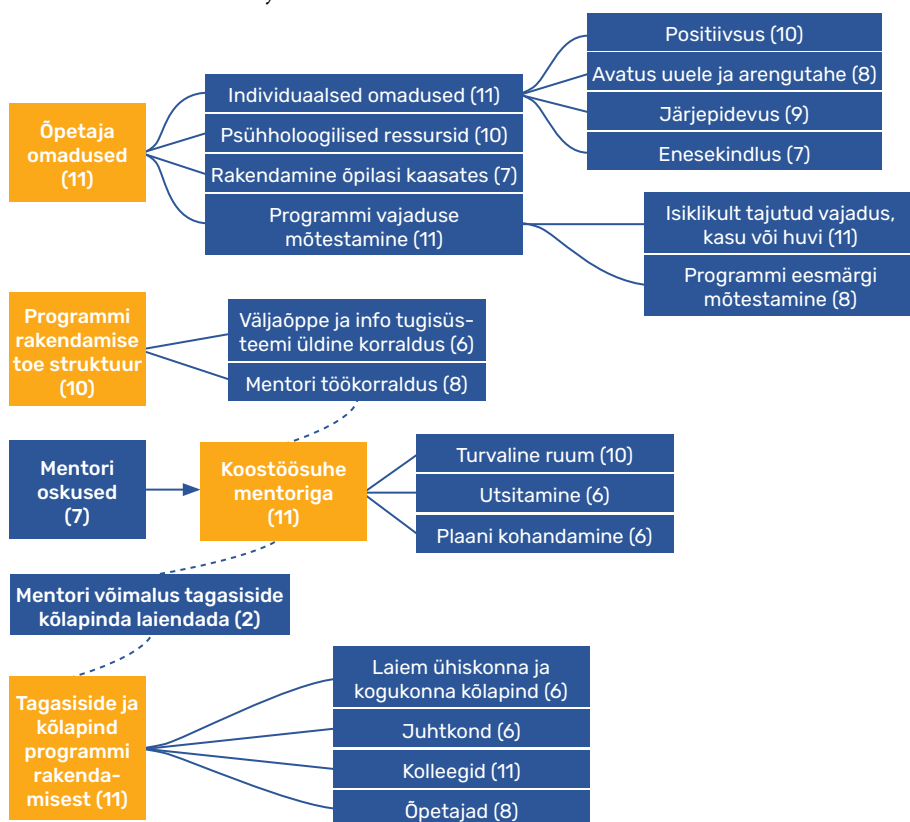 Õpetaja
omadused
(11)
Individuaalsed omadused (11)
Psühholoogilised ressursid (10)
Rakendamine õpilasi kaasates (7)
Programmi vajaduse
mõtestamine (11)
Positiivsus (10)
Avatus uuele ja arengutahe (8)
Järjepidevus (9)
Enesekindlus (7)
Isiklikult tajutud vajadus,
kasu või huvi (11)
Programmi eesmärgi
mõtestamine (8)
Programmi
rakendamise
toe struktuur
(10)
Väljaõppe ja info tugisüs-
teemi üldine korraldus (6)
Mentori töökorraldus (8)
Mentori
oskused
(7)
Koostöösuhe
mentoriga
(11)
Turvaline ruum (10)
Utsitamine (6)
Plaani kohandamine (6)
Mentori võimalus tagasiside
kõlapinda laiendada (2)
Tagasiside ja
kõlapind
programmi
rakenda-
misest (11)
Laiem ühiskonna ja
kogukonna kõlapind (6)
Juhtkond (6)
Kolleegid (11)
Õpetajad (8)